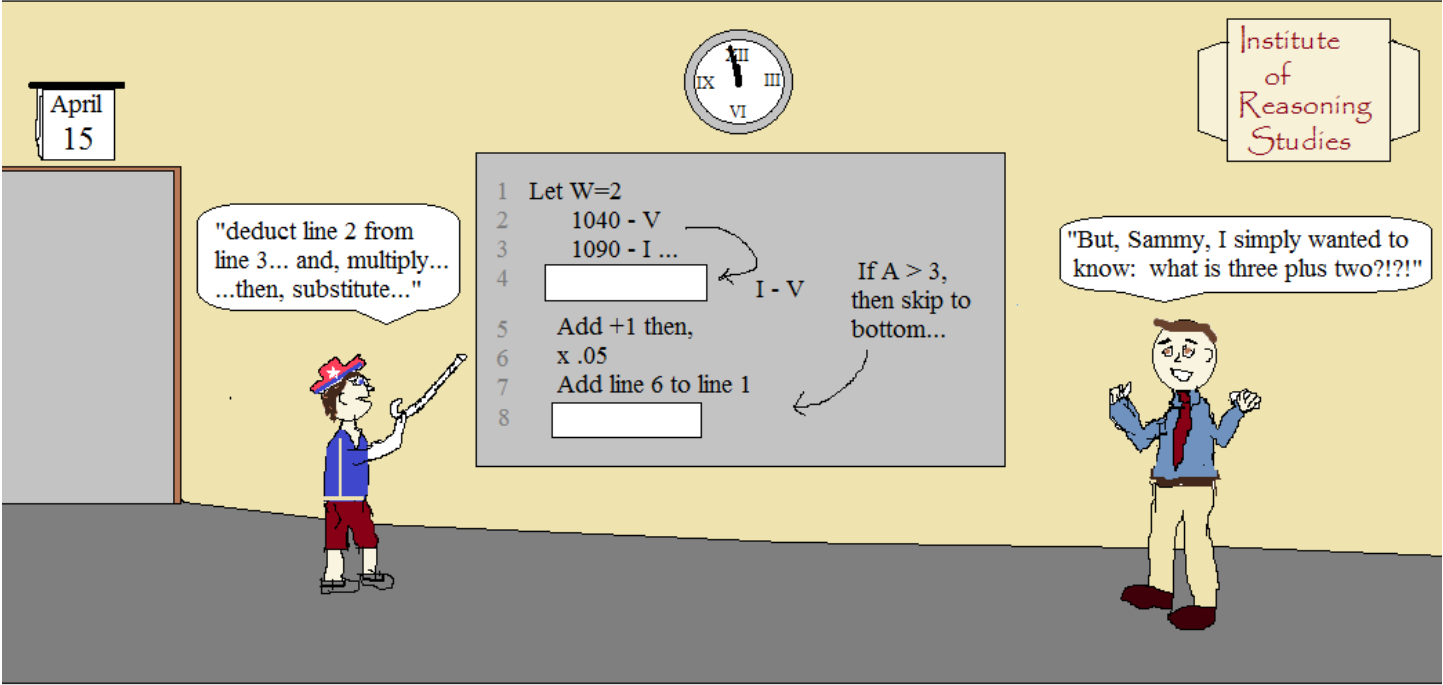 April
15
XII
IX
III
VI
Institute
of
Reasoning
Studies
"deduct line 2 from
line 3... and, multiply...
...then, substitute..."
1 Let W=2
2 1040 - V
3 1090 - I ...
4
I - V
5 Add +1 then,
6 x .05
7 Add line 6 to line 1
8
If A > 3,
then skip to
bottom...
"But, Sammy, I simply wanted to
know: what is three plus two?!?!"